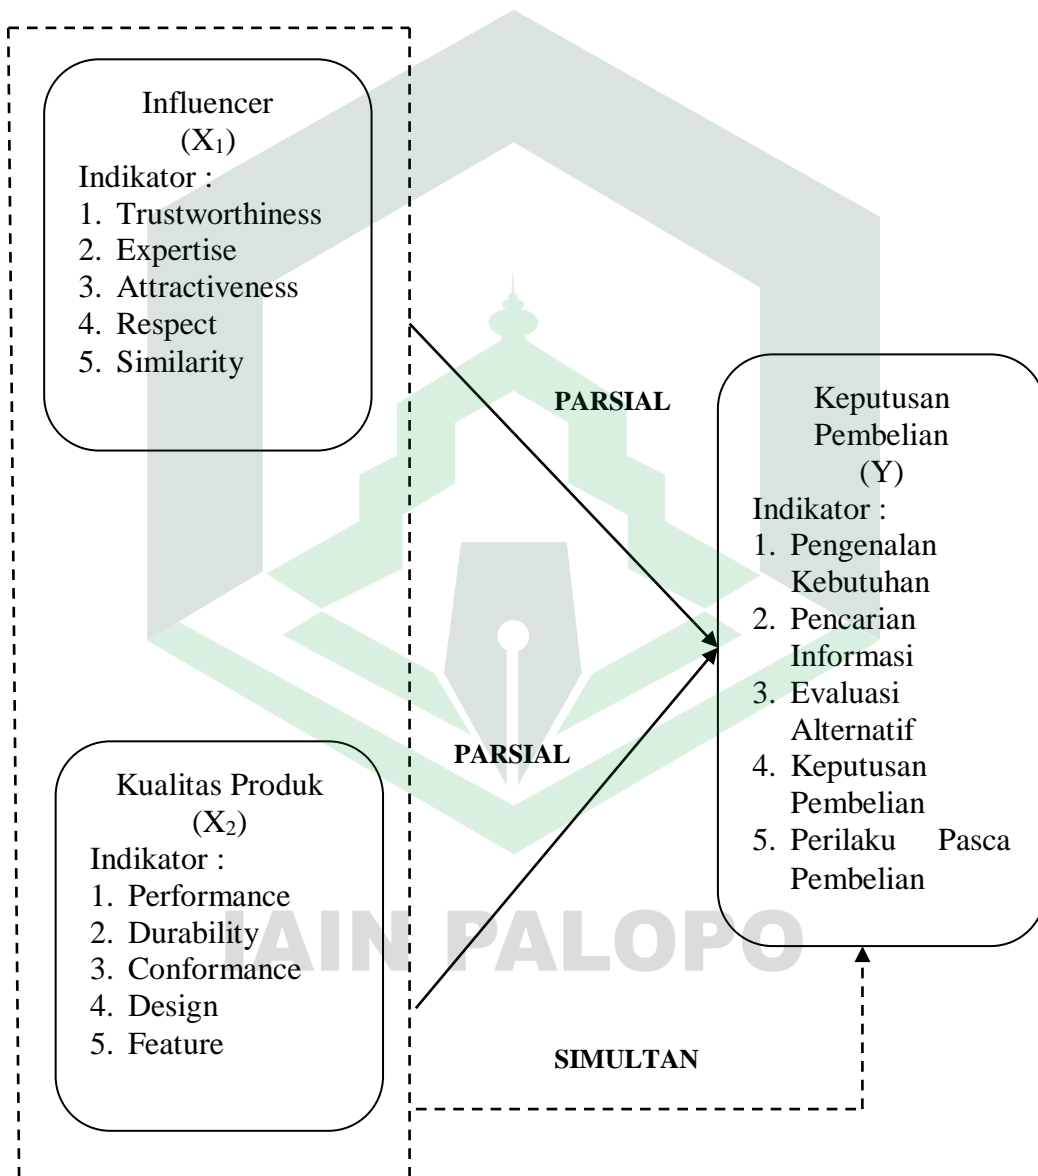 Influencer
(X₁)
Indikator :
1. Trustworthiness
2. Expertise
3. Attractiveness
4. Respect
5. Similarity
PARSIAL
Keputusan
Pembelian
(Y)
Indikator :
1. Pengenalan
Kebutuhan
2. Pencarian
Informasi
3. Evaluasi
Alternatif
4. Keputusan
Pembelian
5. Perilaku Pasca
Pembelian
PARSIAL
Kualitas Produk
(X₂)
Indikator :
1. Performance
2. Durability
3. Conformance
4. Design
5. Feature
IAIN PALOPO
SIMULTAN